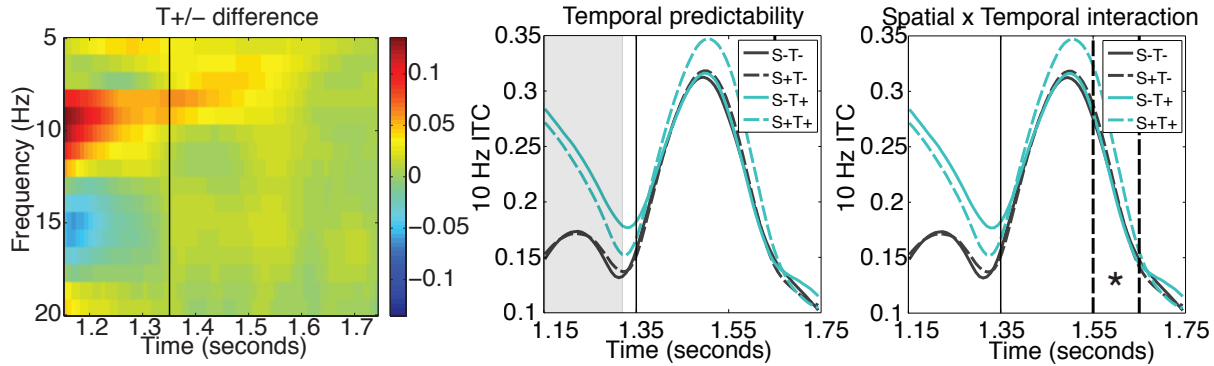 T+/- difference
Frequency (Hz)
5
10
15
20
1.2 1.3 1.4 1.5 1.6 1.7
Time (seconds)
0.1
0.05
0
−0.05
−0.1
Temporal predictability
10 Hz ITC
0.35
0.3
0.25
0.2
0.15
0.1
1.15 1.35 1.55 1.75
Time (seconds)
S-T-
S+T-
S-T+
S+T+
Spatial x Temporal interaction
10 Hz ITC
0.35
0.3
0.25
0.2
0.15
0.1
1.15 1.35 1.55 1.75
Time (seconds)
S-T-
S+T-
S-T+
S+T+
*